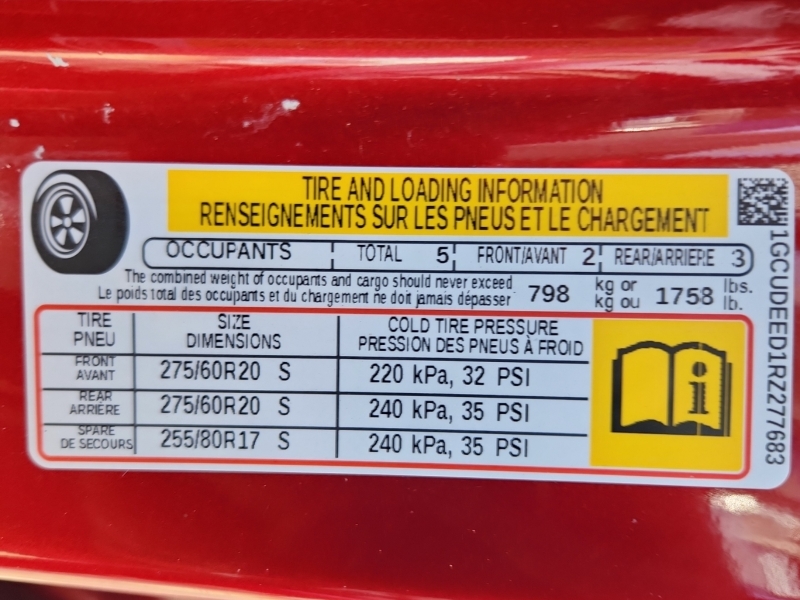 TIRE AND LOADING INFORMATION
RENSEIGNEMENTS SUR LES PNEUS ET LE CHARGEMENT
OCCUPANTS TOTAL 5 FRONT/AVANT 2 REAR/ARRIERE 3
The combined weight of occupants and cargo should never exceed
Le poids total des occupants et du chargement ne doit jamais dépasser
798 kg or kg ou 1758 lbs. lb.
TIRE PNEU SIZE DIMENSIONS COLD TIRE PRESSURE PRESSION DES PNEUS À FROID
FRONT AVANT 275/60R20 S 220 kPa, 32 PSI
REAR ARRIÈRE 275/60R20 S 240 kPa, 35 PSI
SPARE DE SECOURS 255/80R17 S 240 kPa, 35 PSI
i
1GCUDEED1RZ277683